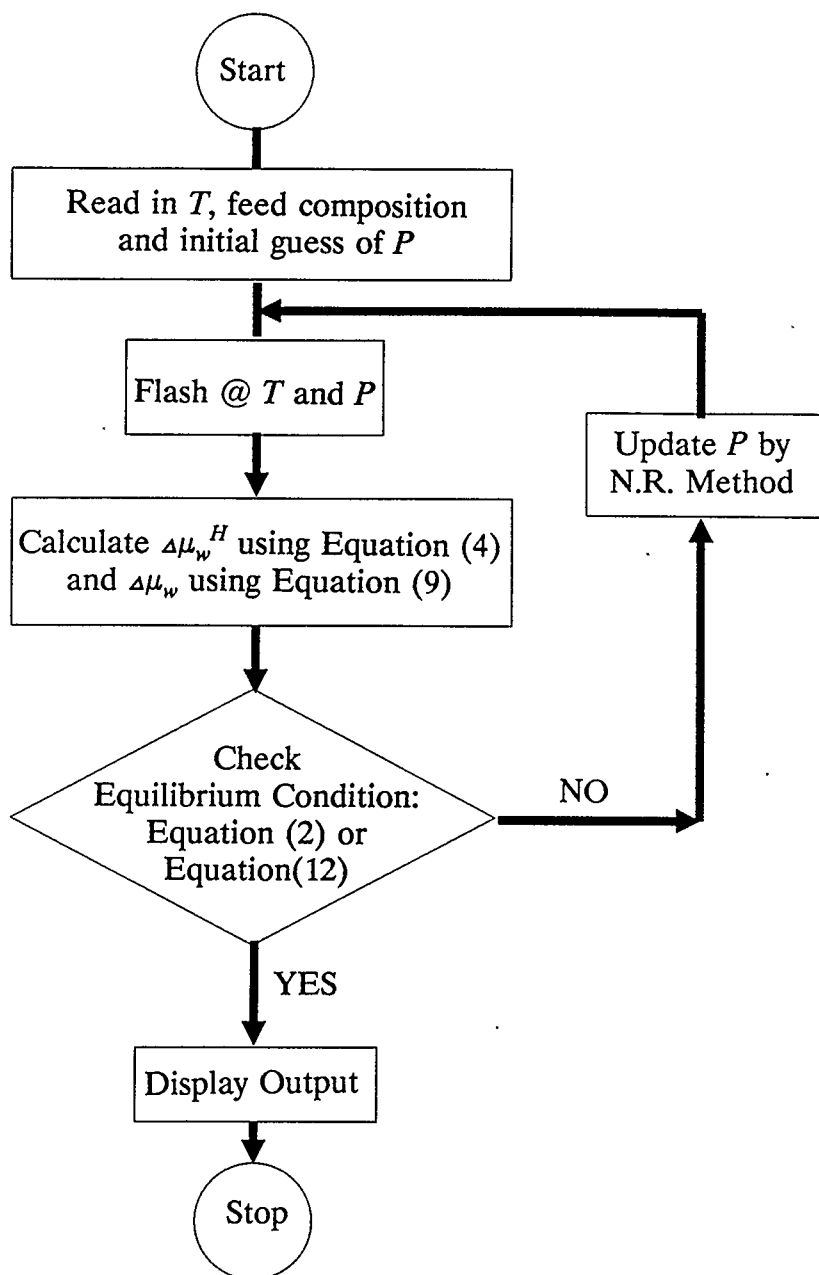 Start
Read in T, feed composition
and initial guess of P
Flash @ T and P
Update P by
N.R. Method
Calculate Δμ_w^H using Equation (4)
and Δμ_w using Equation (9)
Check
Equilibrium Condition:
Equation (2) or
Equation(12)
NO
YES
Display Output
Stop